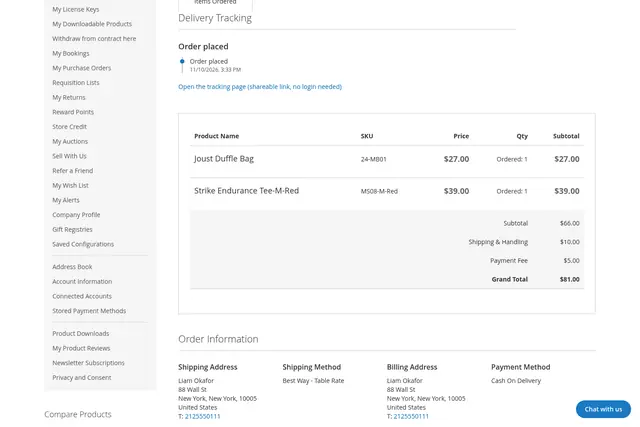 My License Keys
My Downloadable Products
Withdraw from contract here
My Bookings
My Purchase Orders
Requisition Lists
My Returns
Reward Points
Store Credit
My Auctions
Sell With Us
Refer a Friend
My Wish List
My Alerts
Company Profile
Gift Registries
Saved Configurations
Address Book
Account Information
Connected Accounts
Stored Payment Methods
Product Downloads
My Product Reviews
Newsletter Subscriptions
Privacy and Consent
Compare Products
Items Ordered
Delivery Tracking
Order placed
Order placed
11/10/2026, 3:33 PM
Open the tracking page (shareable link, no login needed)
Product Name SKU Price Qty Subtotal
Joust Duffle Bag 24-MB01 $27.00 Ordered: 1 $27.00
Strike Endurance Tee-M-Red MS08-M-Red $39.00 Ordered: 1 $39.00
Subtotal $66.00
Shipping & Handling $10.00
Payment Fee $5.00
Grand Total $81.00
Order Information
Shipping Address
Liam Okafor
88 Wall St
New York, New York, 10005
United States
T: 2125550111
Shipping Method
Best Way - Table Rate
Billing Address
Liam Okafor
88 Wall St
New York, New York, 10005
United States
T: 2125550111
Payment Method
Cash On Delivery
Chat with us